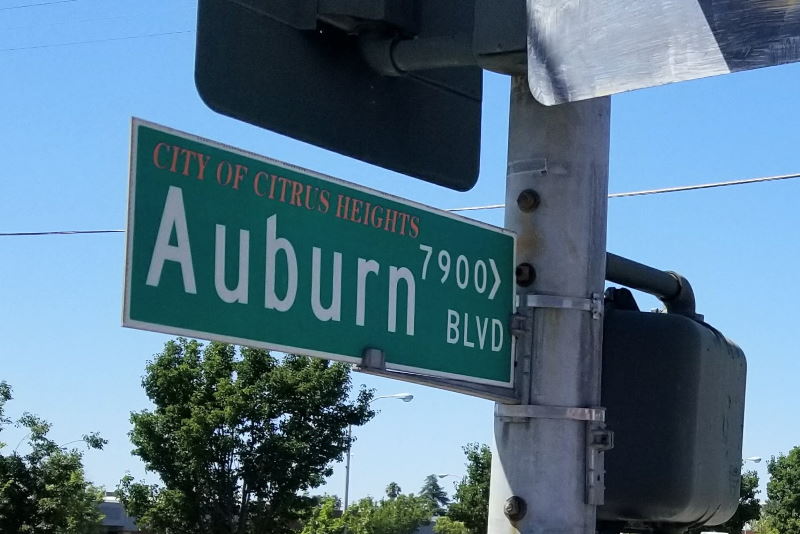 CITY OF CITRUS HEIGHTS
Auburn 7900>
BLVD